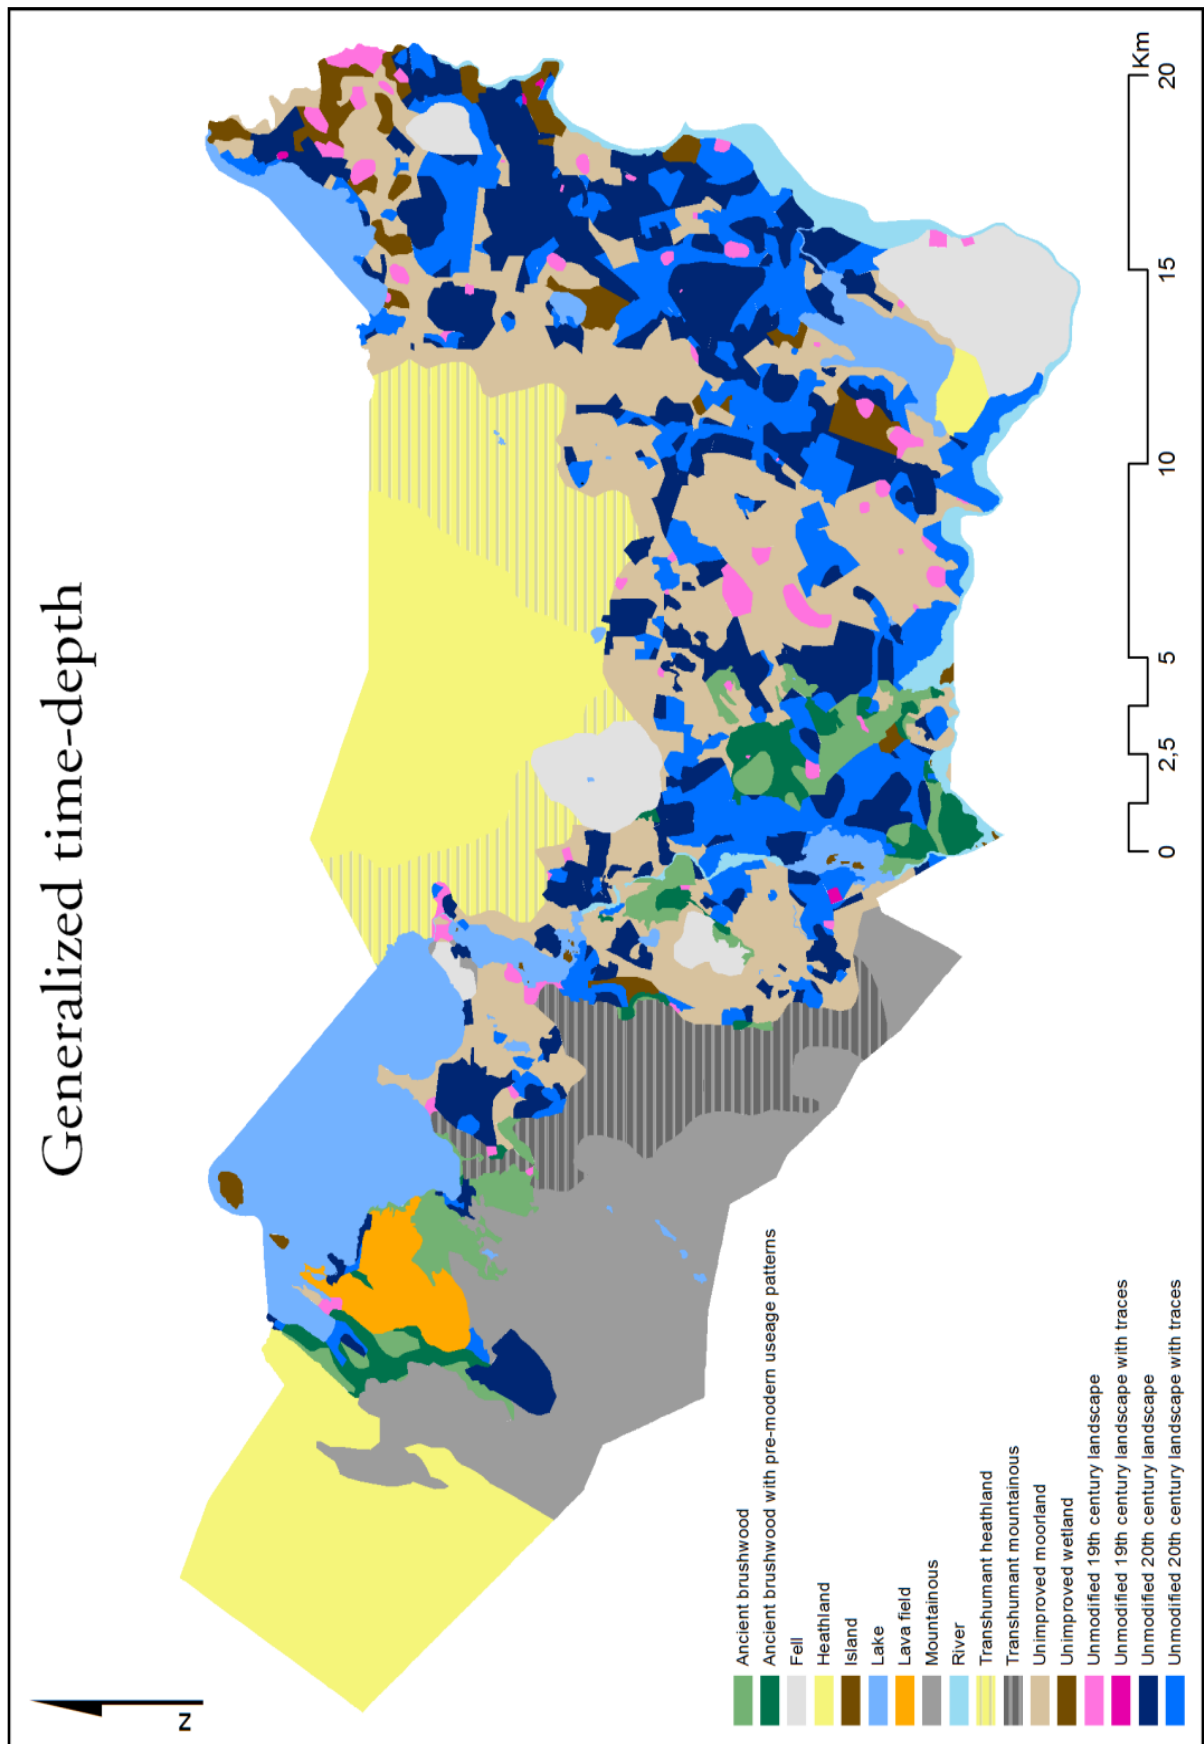 Generalized time-depth
N
Ancient brushwood
Ancient brushwood with pre-modern useage patterns
Fell
Heathland
Island
Lake
Lava field
Mountainous
River
Transhumant heathland
Transhumant mountainous
Unimproved moorland
Unimproved wetland
Unmodified 19th century landscape
Unmodified 19th century landscape with traces
Unmodified 20th century landscape
Unmodified 20th century landscape with traces
0 2,5 5 10 15 20
Km